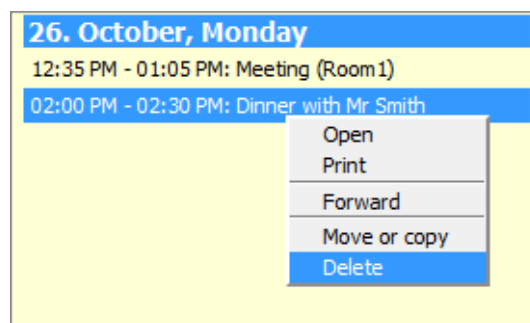 26. October, Monday
12:35 PM - 01:05 PM: Meeting (Room1)
02:00 PM - 02:30 PM: Dinner with Mr Smith
Open
Print
Forward
Move or copy
Delete